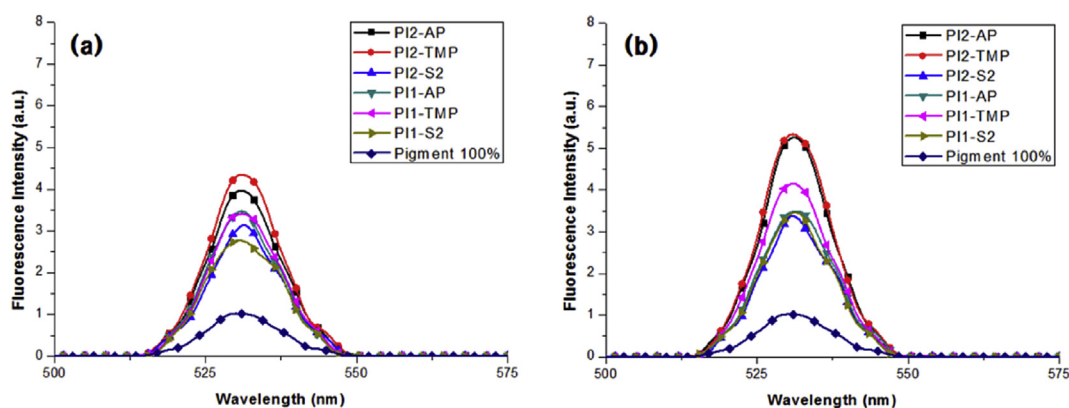 (a)
PI2-AP
PI2-TMP
PI2-S2
PI1-AP
PI1-TMP
PI1-S2
Pigment 100%
Fluorescence Intensity (a.u.)
8
7
6
5
4
3
2
1
0
500
525
550
575
Wavelength (nm)
(b)
PI2-AP
PI2-TMP
PI2-S2
PI1-AP
PI1-TMP
PI1-S2
Pigment 100%
Fluorescence Intensity (a.u.)
8
7
6
5
4
3
2
1
0
500
525
550
575
Wavelength (nm)